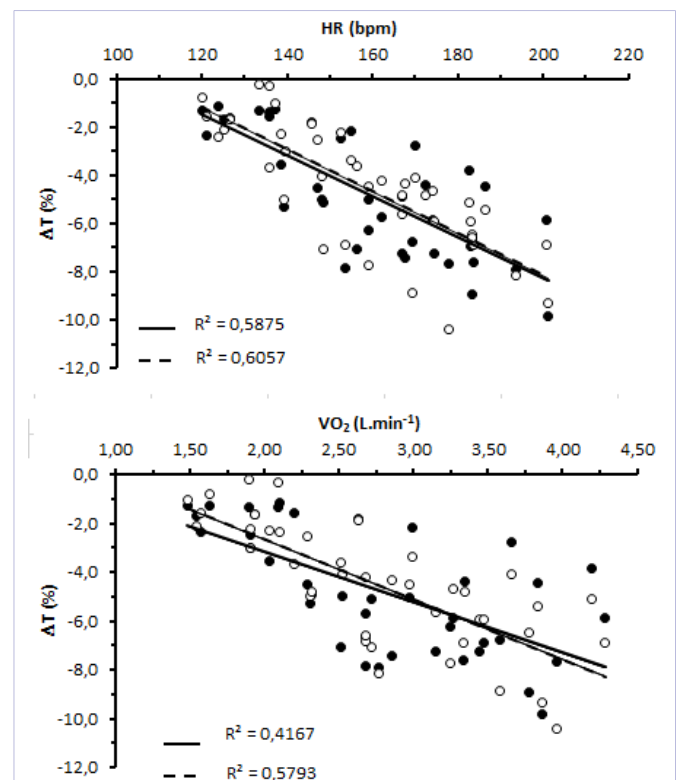 HR (bpm)
100 120 140 160 180 200 220
0,0
-2,0
-4,0
-6,0
-8,0
-10,0
-12,0
ΔT (%)
R² = 0,5875
R² = 0,6057
VO₂ (L.min⁻¹)
1,00 1,50 2,00 2,50 3,00 3,50 4,00 4,50
0,0
-2,0
-4,0
-6,0
-8,0
-10,0
-12,0
ΔT (%)
R² = 0,4167
R² = 0,5793